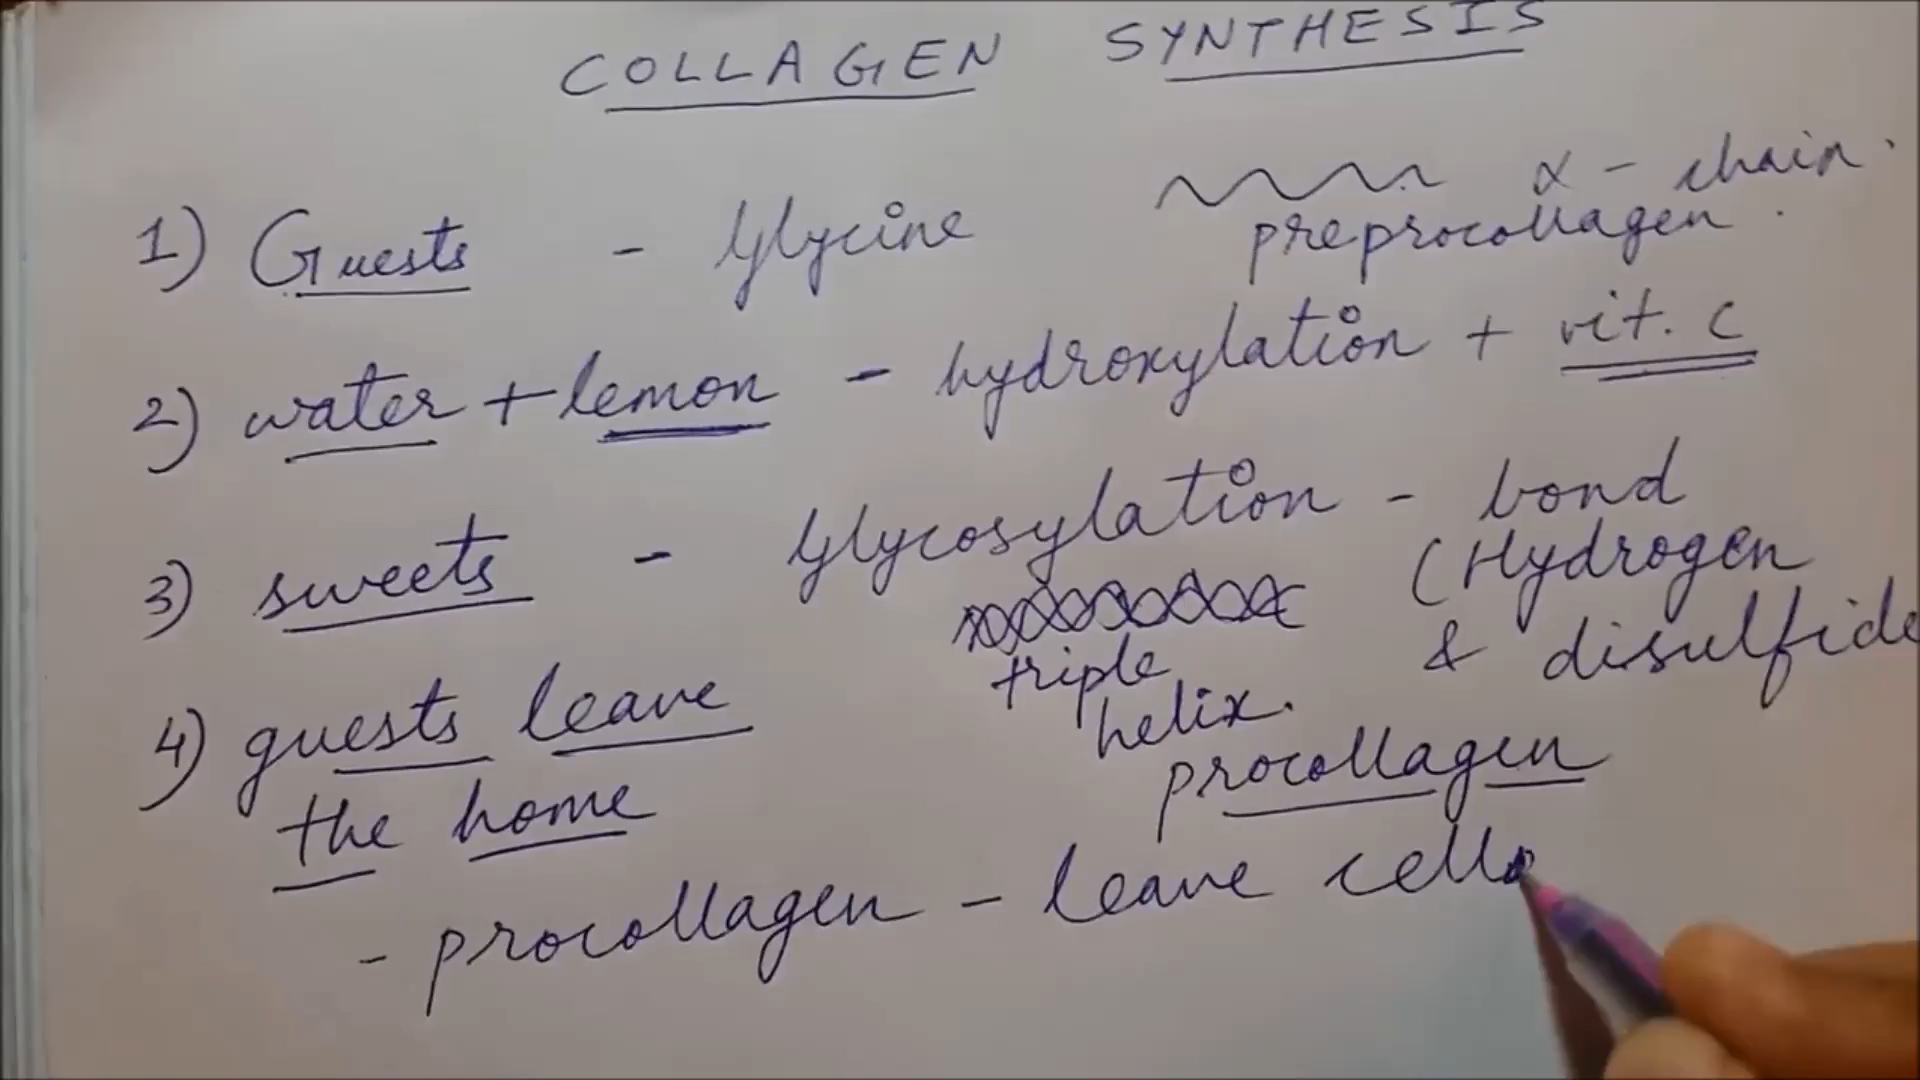 COLLAGEN SYNTHESIS
1) Guests - Glycine α - chain.
preprocollagen.
2) water + lemon - hydroxylation + vit. C
3) sweets - Glycosylation - bond
(Hydrogen
& disulfide
triple
helix.
procollagen
4) guests leave
the home
- procollagen - leave cells